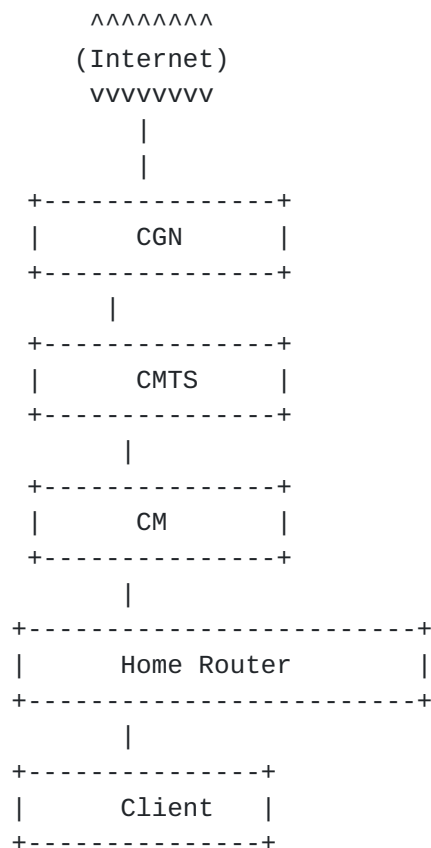 ^^^^^^^^
(Internet)
vvvvvvvv
|
|
+---------------+
|      CGN      |
+---------------+
|
+---------------+
|      CMTS     |
+---------------+
|
+---------------+
|      CM       |
+---------------+
|
+-------------------------+
|      Home Router        |
+-------------------------+
|
+---------------+
|      Client   |
+---------------+